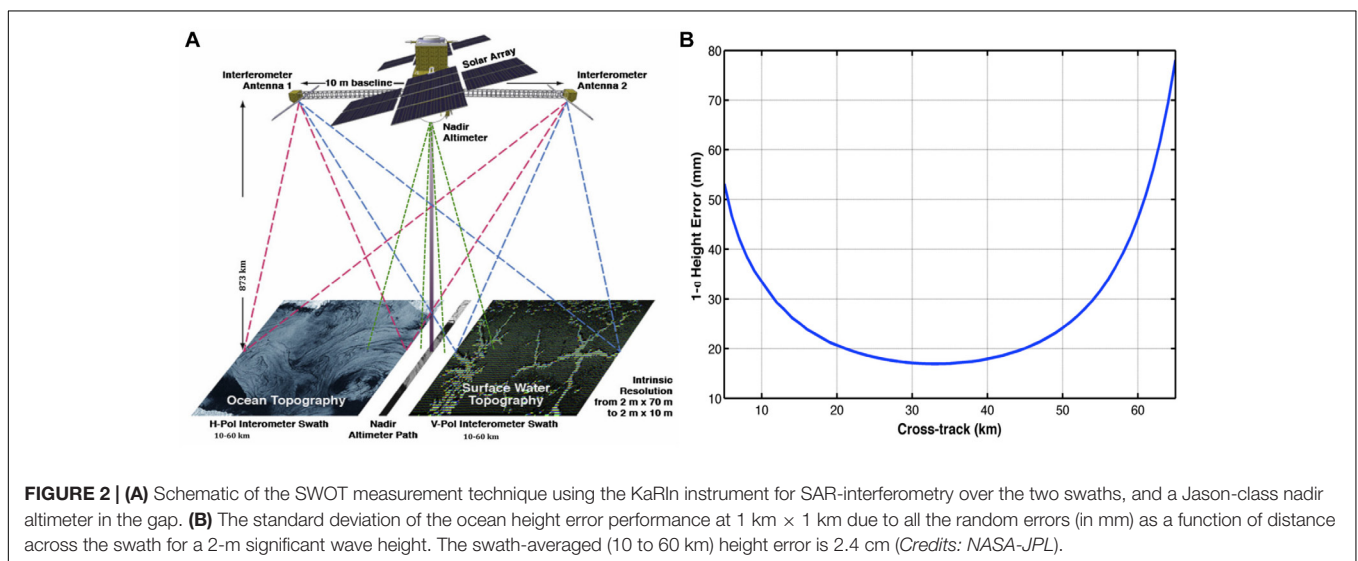 A
Solar Array
Interferometer
Antenna 1
10 m baseline
Interferometer
Antenna 2
Nadir
Altimeter
873 km
Ocean Topography
Surface Water
Topography
Intrinsic
Resolution
from 2 m x 70 m
to 2 m x 10 m
H-Pol Interometer Swath
10-60 km
Nadir
Altimeter Path
V-Pol Inteferometer Swath
10-60 km
B
80
70
60
50
40
30
20
10
1-σ Height Error (mm)
10 20 30 40 50 60
Cross-track (km)
FIGURE 2 | (A) Schematic of the SWOT measurement technique using the KaRIn instrument for SAR-interferometry over the two swaths, and a Jason-class nadir
altimeter in the gap. (B) The standard deviation of the ocean height error performance at 1 km × 1 km due to all the random errors (in mm) as a function of distance
across the swath for a 2-m significant wave height. The swath-averaged (10 to 60 km) height error is 2.4 cm (Credits: NASA-JPL).